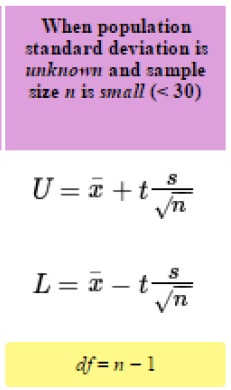 When population
standard deviation is
unknown and sample
size n is small (< 30)
U = x̄ + t s/√n
L = x̄ − t s/√n
df = n − 1